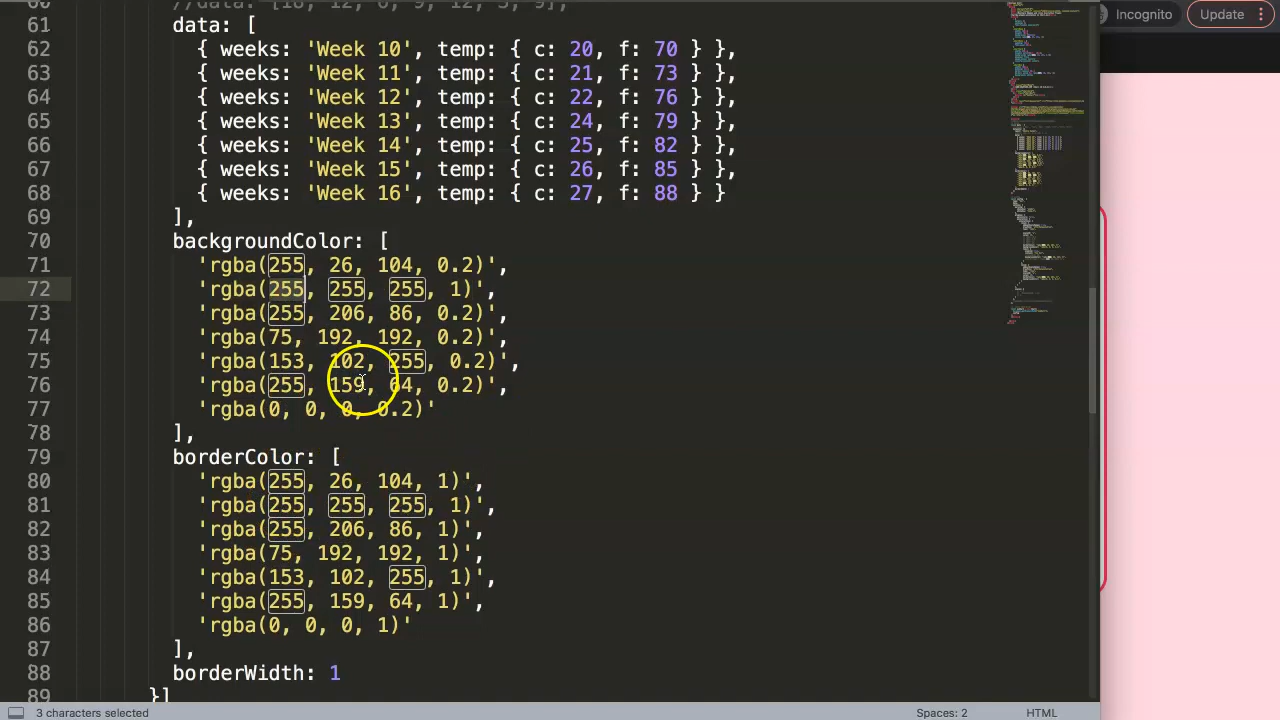 60 //data: [18, 12, 6, 9, 12, 3, 9],
61 data: [
62 { weeks: 'Week 10', temp: { c: 20, f: 70 } },
63 { weeks: 'Week 11', temp: { c: 21, f: 73 } },
64 { weeks: 'Week 12', temp: { c: 22, f: 76 } },
65 { weeks: 'Week 13', temp: { c: 24, f: 79 } },
66 { weeks: 'Week 14', temp: { c: 25, f: 82 } },
67 { weeks: 'Week 15', temp: { c: 26, f: 85 } },
68 { weeks: 'Week 16', temp: { c: 27, f: 88 } }
69 ],
70 backgroundColor: [
71 'rgba(255, 26, 104, 0.2)',
72 'rgba(255, 255, 255, 1)',
73 'rgba(255, 206, 86, 0.2)',
74 'rgba(75, 192, 192, 0.2)',
75 'rgba(153, 102, 255, 0.2)',
76 'rgba(255, 159, 64, 0.2)',
77 'rgba(0, 0, 0, 0.2)'
78 ],
79 borderColor: [
80 'rgba(255, 26, 104, 1)',
81 'rgba(255, 255, 255, 1)',
82 'rgba(255, 206, 86, 1)',
83 'rgba(75, 192, 192, 1)',
84 'rgba(153, 102, 255, 1)',
85 'rgba(255, 159, 64, 1)',
86 'rgba(0, 0, 0, 1)'
87 ],
88 borderWidth: 1
89 }]
Incognito
Update
3 characters selected
Spaces: 2
HTML